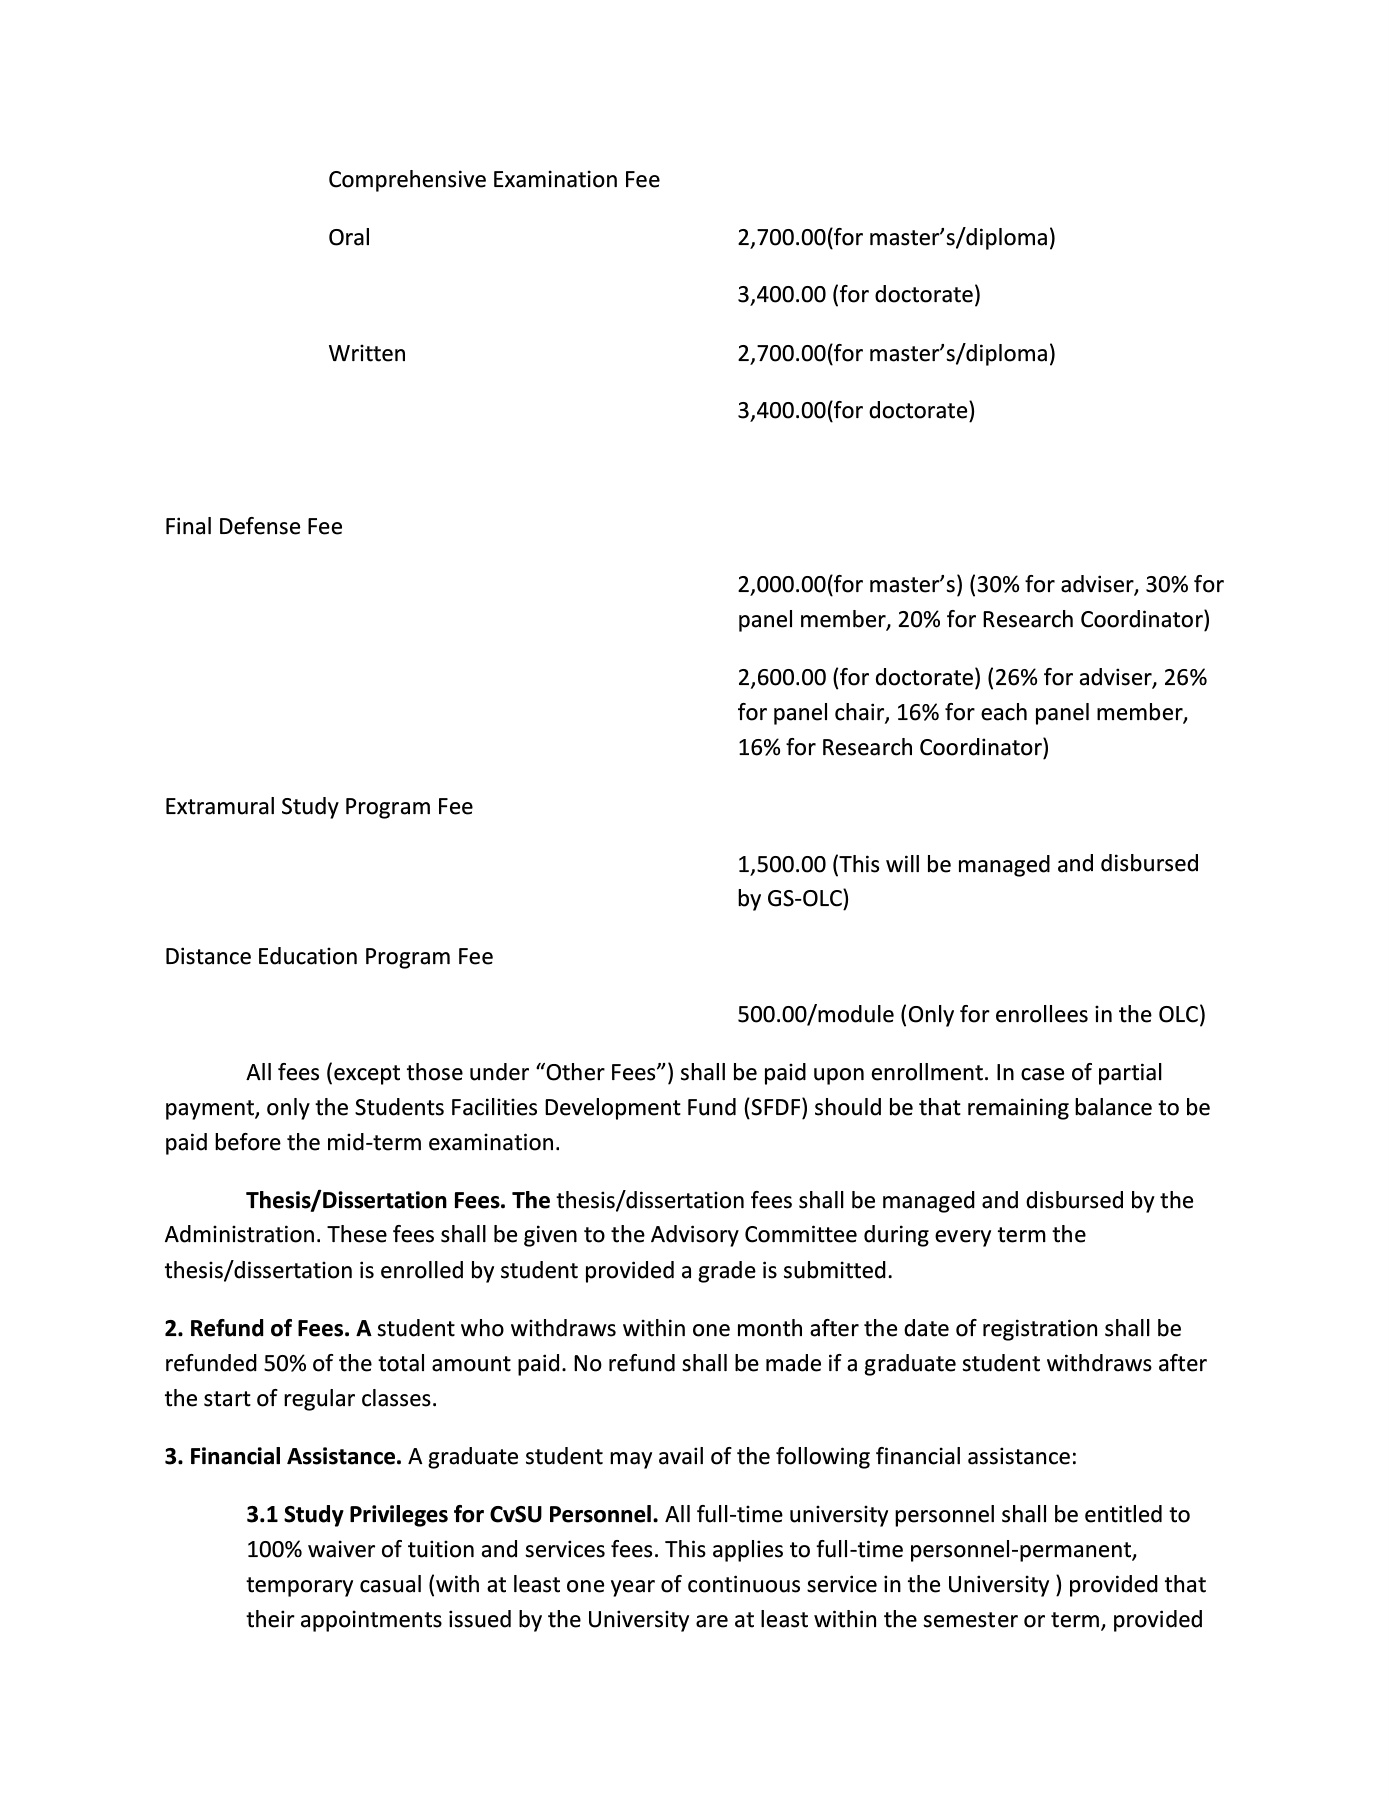 Comprehensive Examination Fee
Oral 2,700.00(for master’s/diploma)
3,400.00 (for doctorate)
Written 2,700.00(for master’s/diploma)
3,400.00(for doctorate)
Final Defense Fee
2,000.00(for master’s) (30% for adviser, 30% for
panel member, 20% for Research Coordinator)
2,600.00 (for doctorate) (26% for adviser, 26%
for panel chair, 16% for each panel member,
16% for Research Coordinator)
Extramural Study Program Fee
1,500.00 (This will be managed and disbursed
by GS-OLC)
Distance Education Program Fee
500.00/module (Only for enrollees in the OLC)
All fees (except those under “Other Fees”) shall be paid upon enrollment. In case of partial
payment, only the Students Facilities Development Fund (SFDF) should be that remaining balance to be
paid before the mid-term examination.
Thesis/Dissertation Fees. The thesis/dissertation fees shall be managed and disbursed by the
Administration. These fees shall be given to the Advisory Committee during every term the
thesis/dissertation is enrolled by student provided a grade is submitted.
2. Refund of Fees. A student who withdraws within one month after the date of registration shall be
refunded 50% of the total amount paid. No refund shall be made if a graduate student withdraws after
the start of regular classes.
3. Financial Assistance. A graduate student may avail of the following financial assistance:
3.1 Study Privileges for CvSU Personnel. All full-time university personnel shall be entitled to
100% waiver of tuition and services fees. This applies to full-time personnel-permanent,
temporary casual (with at least one year of continuous service in the University ) provided that
their appointments issued by the University are at least within the semester or term, provided